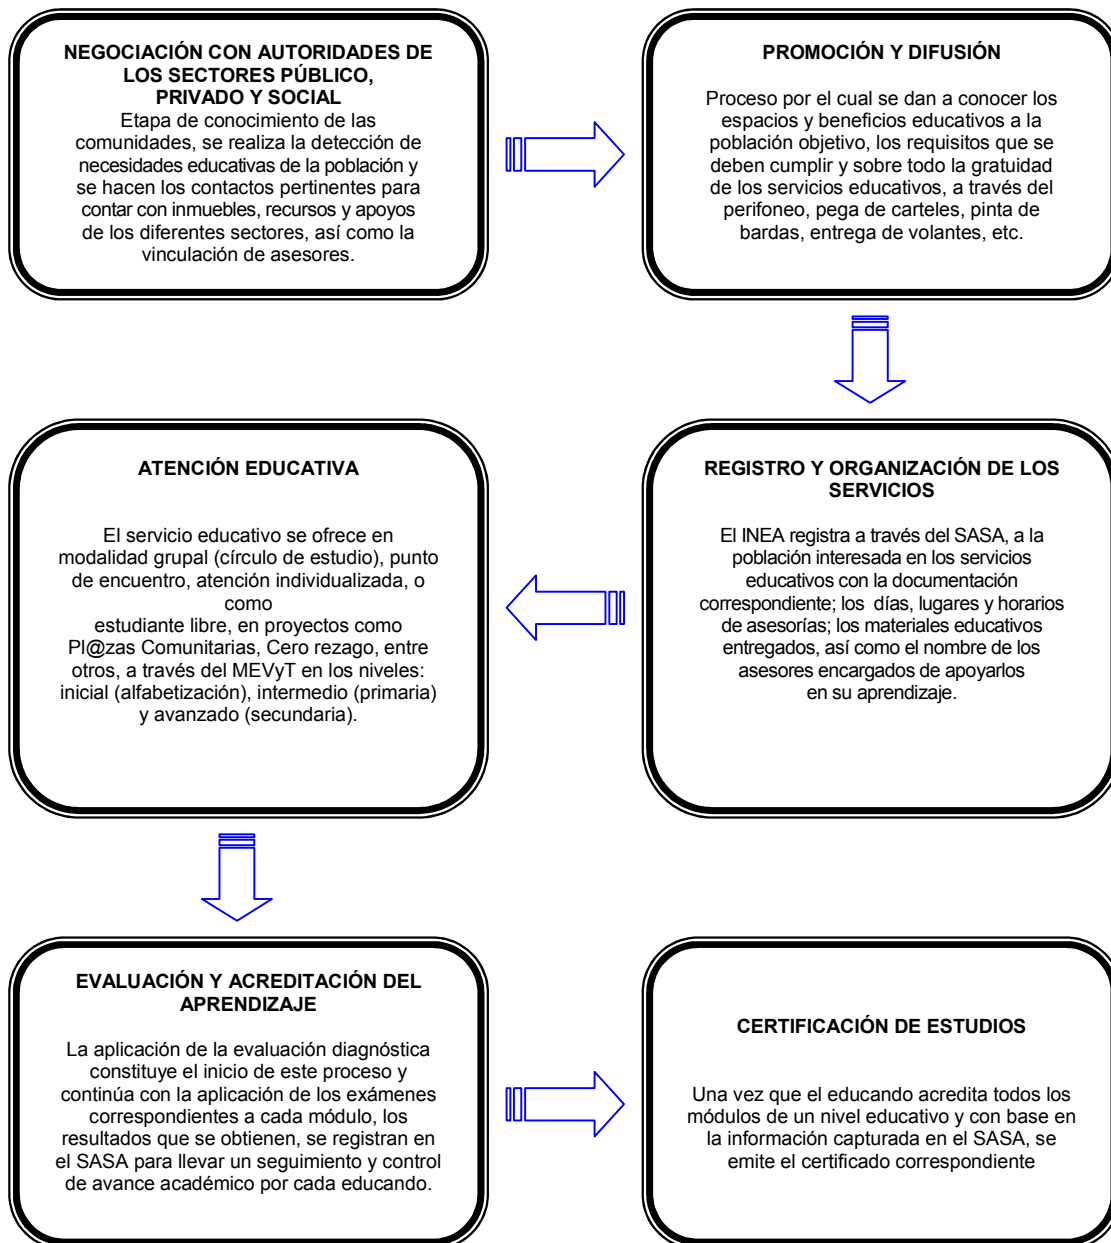 NEGOCIACIÓN CON AUTORIDADES DE
LOS SECTORES PÚBLICO,
PRIVADO Y SOCIAL
Etapa de conocimiento de las
comunidades, se realiza la detección de
necesidades educativas de la población y
se hacen los contactos pertinentes para
contar con inmuebles, recursos y apoyos
de los diferentes sectores, así como la
vinculación de asesores.
PROMOCIÓN Y DIFUSIÓN
Proceso por el cual se dan a conocer los
espacios y beneficios educativos a la
población objetivo, los requisitos que se
deben cumplir y sobre todo la gratuidad
de los servicios educativos, a través del
perifoneo, pega de carteles, pinta de
bardas, entrega de volantes, etc.
REGISTRO Y ORGANIZACIÓN DE LOS
SERVICIOS
El INEA registra a través del SASA, a la
población interesada en los servicios
educativos con la documentación
correspondiente; los días, lugares y horarios
de asesorías; los materiales educativos
entregados, así como el nombre de los
asesores encargados de apoyarlos
en su aprendizaje.
ATENCIÓN EDUCATIVA
El servicio educativo se ofrece en
modalidad grupal (círculo de estudio), punto
de encuentro, atención individualizada, o
como
estudiante libre, en proyectos como
Pl@zas Comunitarias, Cero rezago, entre
otros, a través del MEVyT en los niveles:
inicial (alfabetización), intermedio (primaria)
y avanzado (secundaria).
EVALUACIÓN Y ACREDITACIÓN DEL
APRENDIZAJE
La aplicación de la evaluación diagnóstica
constituye el inicio de este proceso y
continúa con la aplicación de los exámenes
correspondientes a cada módulo, los
resultados que se obtienen, se registran en
el SASA para llevar un seguimiento y control
de avance académico por cada educando.
CERTIFICACIÓN DE ESTUDIOS
Una vez que el educando acredita todos los
módulos de un nivel educativo y con base en
la información capturada en el SASA, se
emite el certificado correspondiente